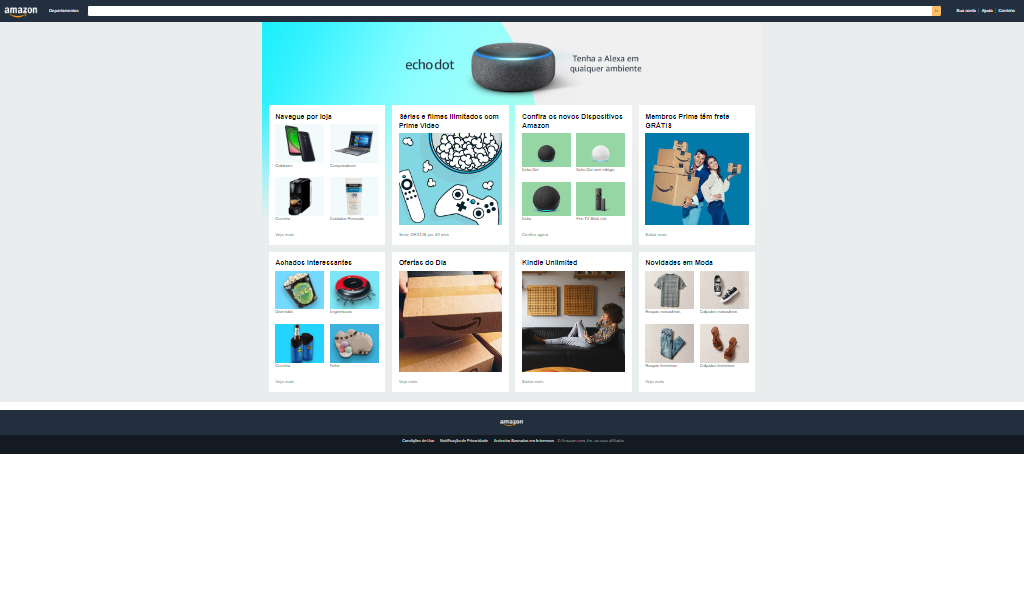 amazon
Departamentos
Sua conta
Ajuda
Carrinho
echo dot
Tenha a Alexa em
qualquer ambiente
Navegue por loja
Celulares
Computadores
Cozinha
Cuidados Pessoais
Veja mais
Séries e filmes ilimitados com
Prime Video
Teste GRÁTIS por 30 dias
Confira os novos Dispositivos
Amazon
Echo Dot
Echo Dot com relógio
Echo
Fire TV Stick Lite
Confira agora
Membros Prime têm frete
GRÁTIS
Saiba mais
Achados Interessantes
Divertidos
Engenhosos
Cozinha
Fofos
Veja mais
Ofertas do Dia
Veja mais
Kindle Unlimited
Saiba mais
Novidades em Moda
Roupas masculinas
Calçados masculinos
Roupas femininas
Calçados femininos
Veja mais
amazon
Condições de Uso
Notificação de Privacidade
Anúncios Baseados em Interesses
© Amazon.com, Inc. ou suas afiliadas